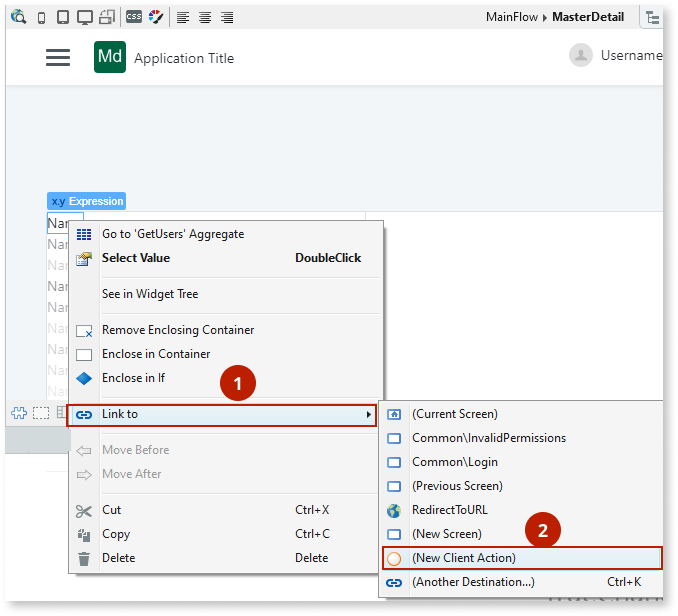 CSS
MainFlow ▸ MasterDetail
Md
Application Title
Username
x.y Expression
Nar
Nar
Nar
Nar
Nar
Nar
Nar
Nar
Nar
Go to 'GetUsers' Aggregate
Select Value DoubleClick
See in Widget Tree
Remove Enclosing Container
Enclose in Container
Enclose in If
1
Link to
Move Before
Move After
Cut Ctrl+X
Copy Ctrl+C
Delete Delete
(Current Screen)
Common\InvalidPermissions
Common\Login
(Previous Screen)
RedirectToURL
(New Screen)
2
(New Client Action)
(Another Destination...) Ctrl+K